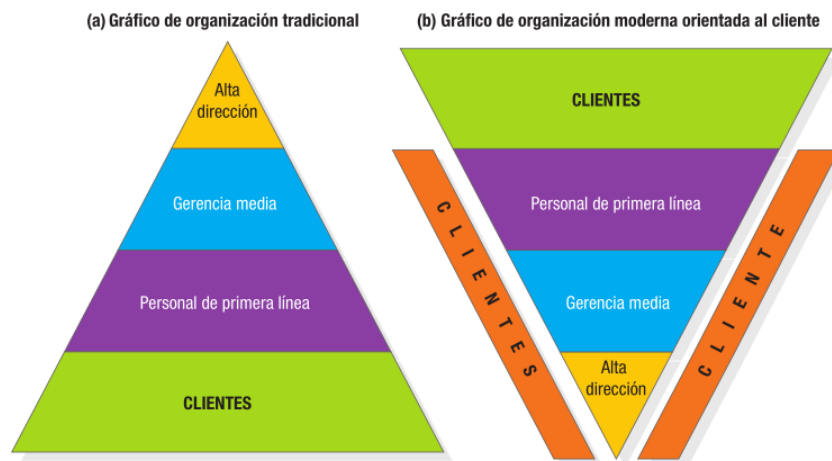 (a) Gráfico de organización tradicional
Alta
dirección
Gerencia media
Personal de primera línea
CLIENTES
(b) Gráfico de organización moderna orientada al cliente
CLIENTES
Personal de primera línea
Gerencia media
Alta
dirección
CLIENTES
CLIENTE